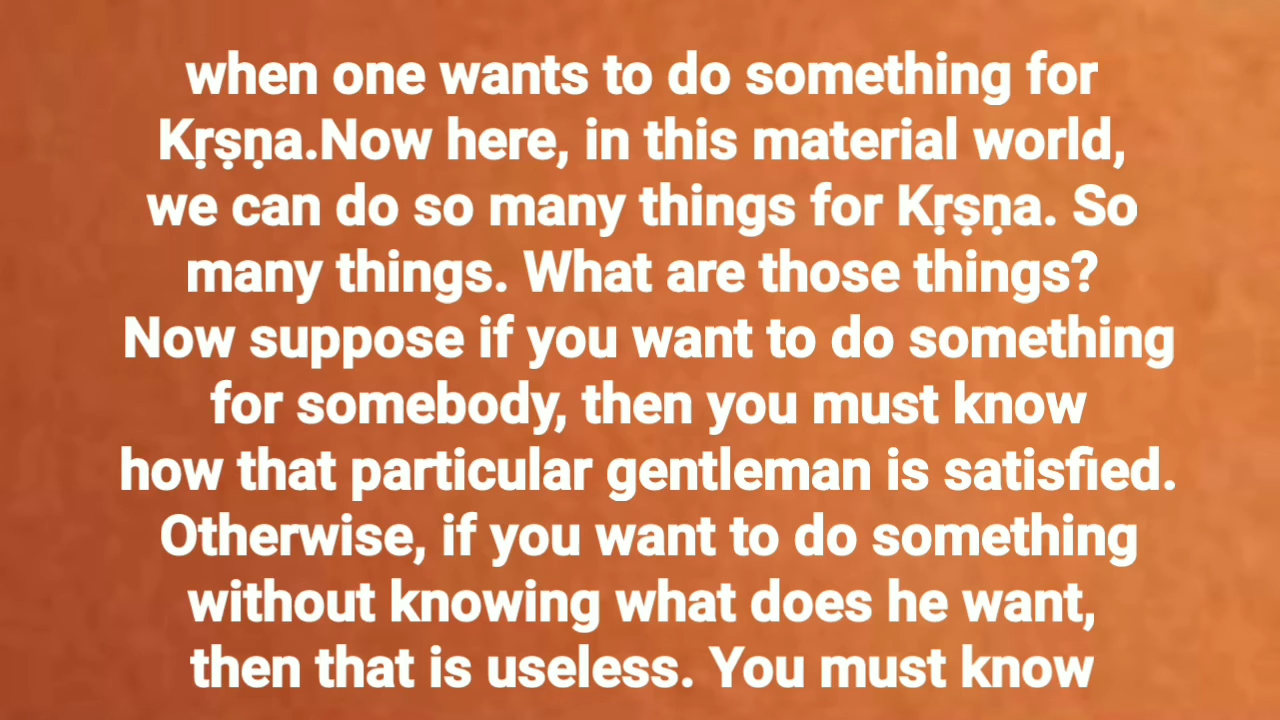 when one wants to do something for
Kṛṣṇa.Now here, in this material world,
we can do so many things for Kṛṣṇa. So
many things. What are those things?
Now suppose if you want to do something
for somebody, then you must know
how that particular gentleman is satisfied.
Otherwise, if you want to do something
without knowing what does he want,
then that is useless. You must know